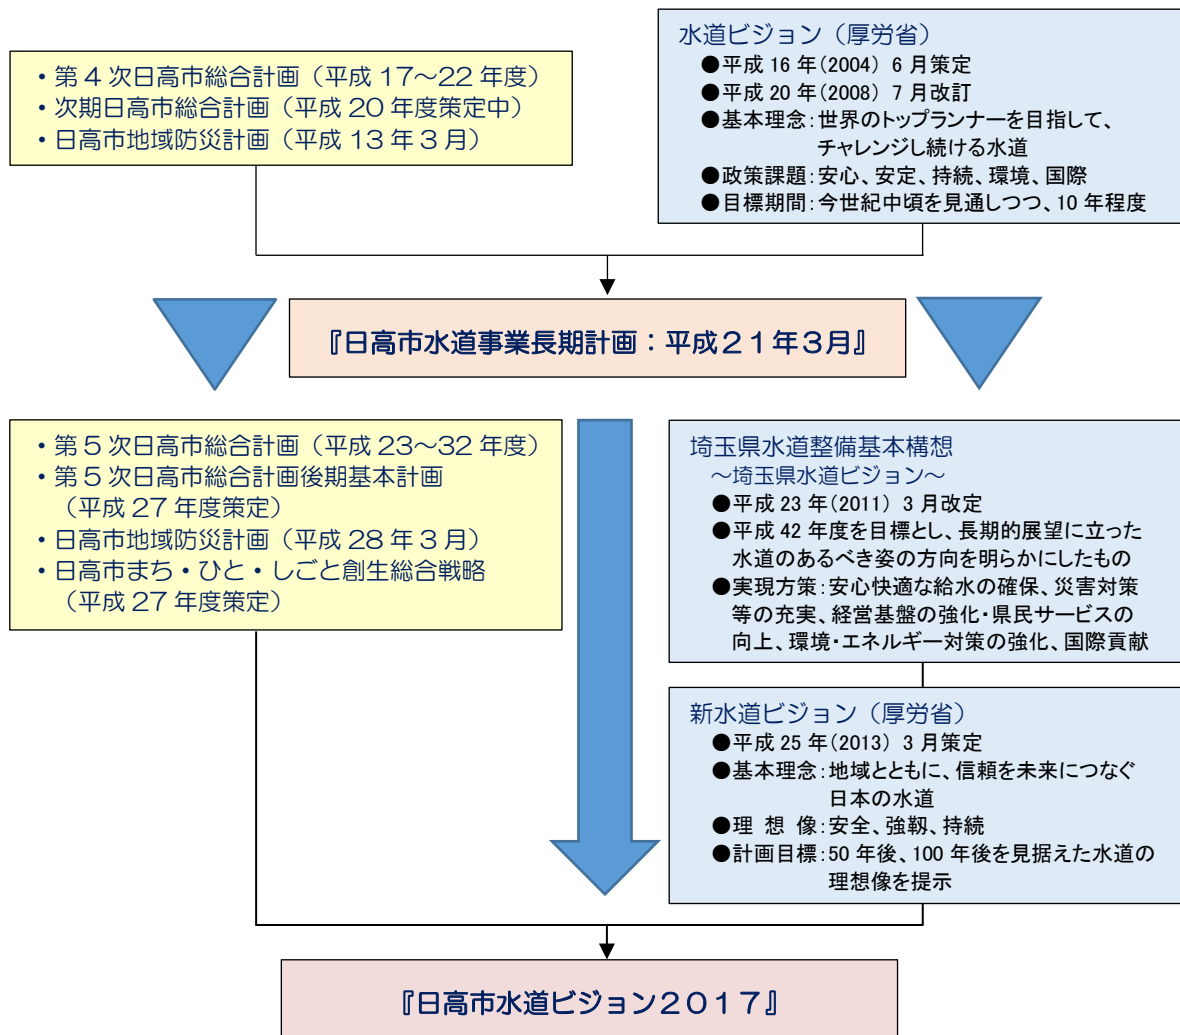 ・第４次日高市総合計画（平成 17～22 年度）
・次期日高市総合計画（平成 20 年度策定中）
・日高市地域防災計画（平成 13 年 3 月）
水道ビジョン（厚労省）
●平成 16 年(2004) 6 月策定
●平成 20 年(2008) 7 月改訂
●基本理念：世界のトップランナーを目指して、
チャレンジし続ける水道
●政策課題：安心、安定、持続、環境、国際
●目標期間：今世紀中頃を見通しつつ、10 年程度
『日高市水道事業長期計画：平成２１年３月』
・第５次日高市総合計画（平成 23～32 年度）
・第５次日高市総合計画後期基本計画
（平成 27 年度策定）
・日高市地域防災計画（平成 28 年 3 月）
・日高市まち・ひと・しごと創生総合戦略
（平成 27 年度策定）
埼玉県水道整備基本構想
～埼玉県水道ビジョン～
●平成 23 年(2011) 3 月改定
●平成 42 年度を目標とし、長期的展望に立った
水道のあるべき姿の方向を明らかにしたもの
●実現方策：安心快適な給水の確保、災害対策
等の充実、経営基盤の強化・県民サービスの
向上、環境・エネルギー対策の強化、国際貢献
新水道ビジョン（厚労省）
●平成 25 年(2013) 3 月策定
●基本理念：地域とともに、信頼を未来につなぐ
日本の水道
●理 想 像：安全、強靱、持続
●計画目標：50 年後、100 年後を見据えた水道の
理想像を提示
『日高市水道ビジョン２０１７』